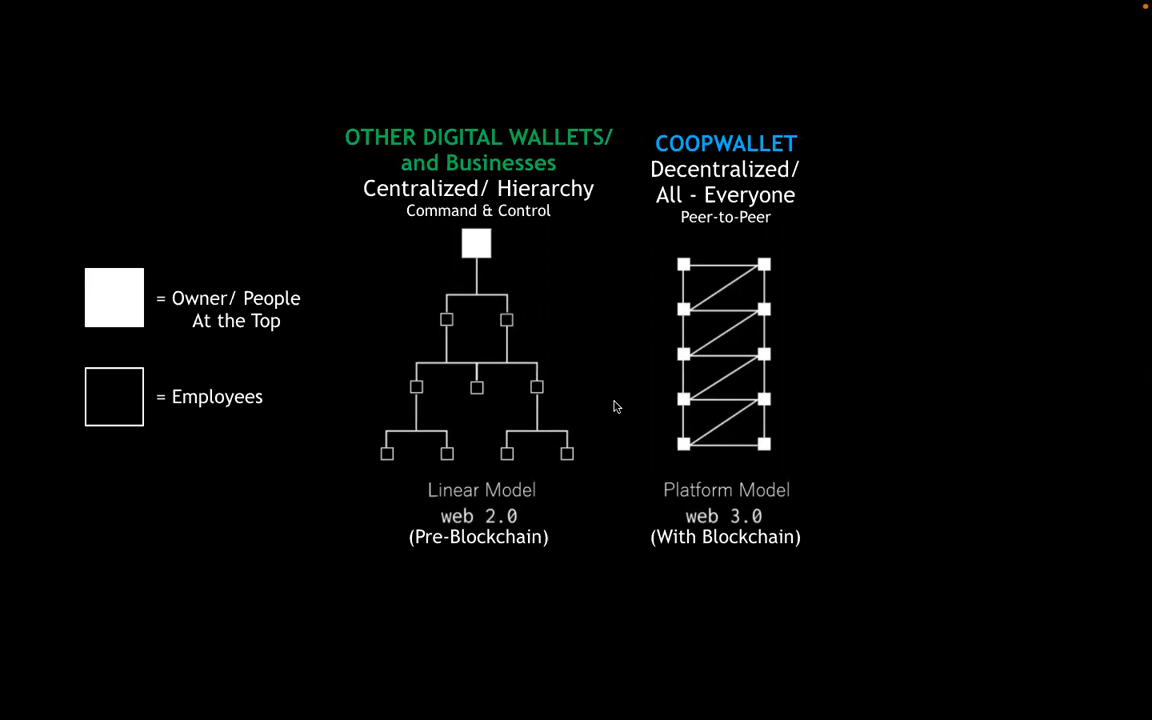 OTHER DIGITAL WALLETS/
and Businesses
Centralized/ Hierarchy
Command & Control
COOPWALLET
Decentralized/
All - Everyone
Peer-to-Peer
= Owner/ People
At the Top
= Employees
Linear Model
web 2.0
(Pre-Blockchain)
Platform Model
web 3.0
(With Blockchain)